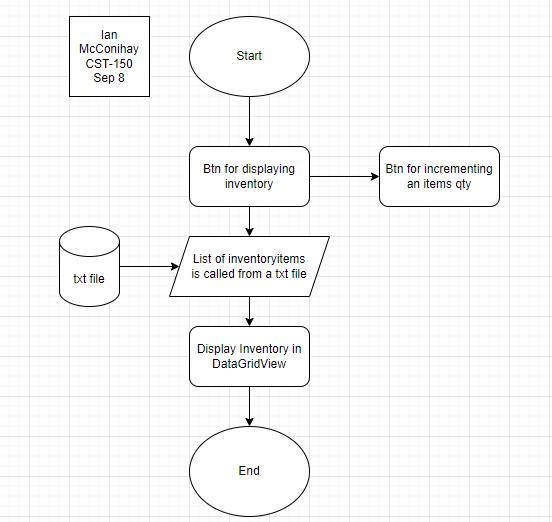 Ian
McConihay
CST-150
Sep 8
Start
Btn for displaying
inventory
Btn for incrementing
an items qty
List of inventoryitems
is called from a txt file
txt file
Display Inventory in
DataGridView
End